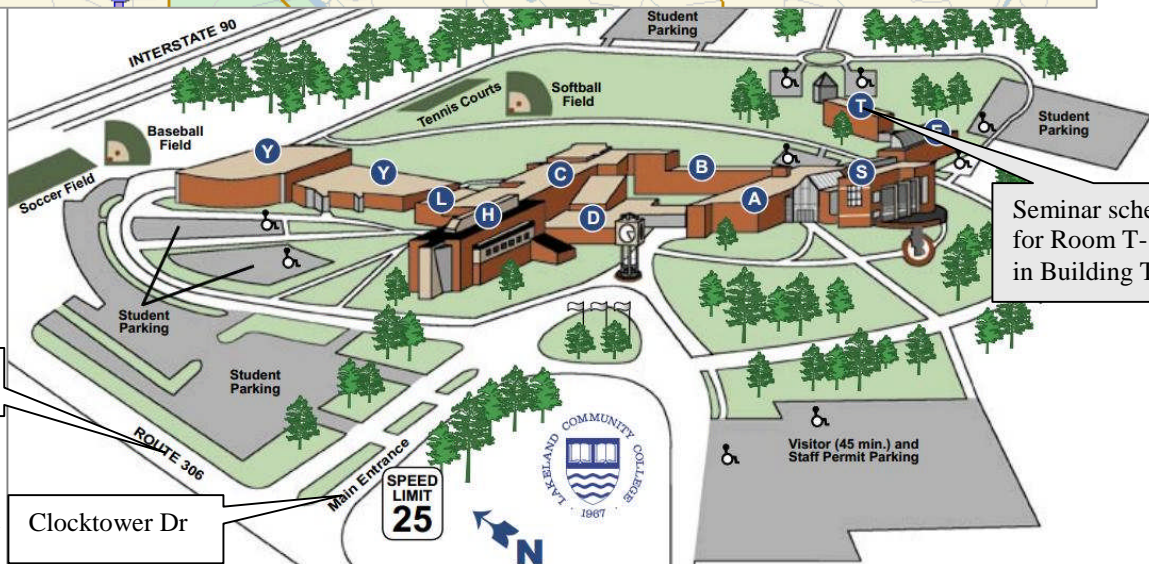 INTERSTATE 90
Student
Parking
Tennis Courts
Softball
Field
Baseball
Field
Soccer Field
Student
Parking
T
Y
Y
L
H
C
D
B
A
S
Seminar
for Room T-
in Building T
Student
Parking
Student
Parking
ROUTE 306
Main Entrance
Clocktower Dr
SPEED
LIMIT
25
N
LAKELAND COMMUNITY COLLEGE
· 1967 ·
Visitor (45 min.) and
Staff Permit Parking